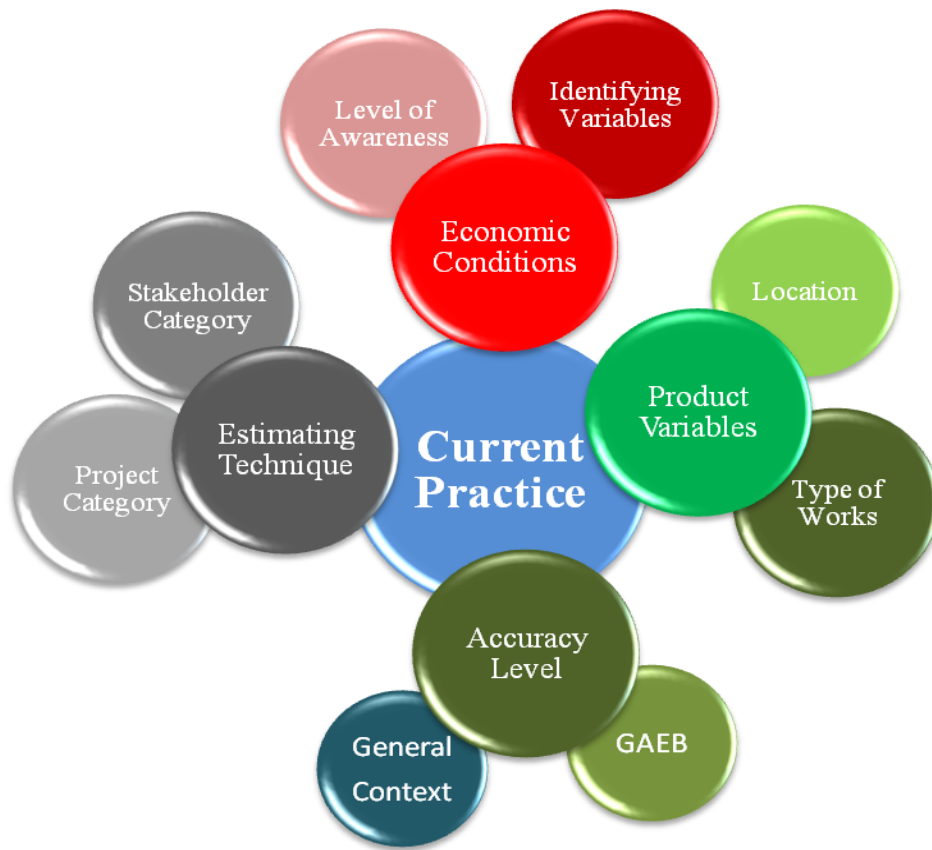 Identifying
Variables
Level of
Awareness
Economic
Conditions
Stakeholder
Category
Location
Product
Variables
Estimating
Technique
Current
Practice
Project
Category
Type of
Works
Accuracy
Level
General
Context
GAEB